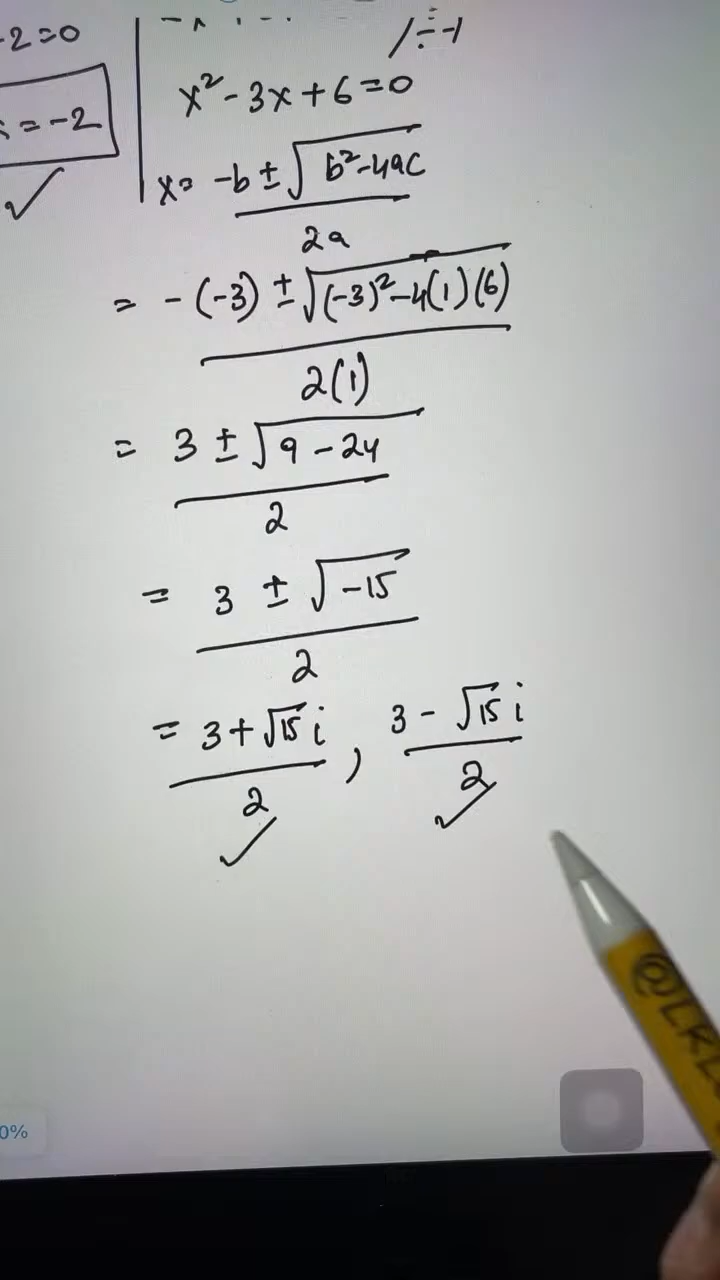 -2=0
x²-3x+6=0
= -2
x= -b ± √b²-4ac
2a
= -(-3) ± √(-3)²-4(1)(6)
2(1)
= 3 ± √9-24
2
= 3 ± √-15
2
= 3+√15 i , 3-√15 i
2 2
0%